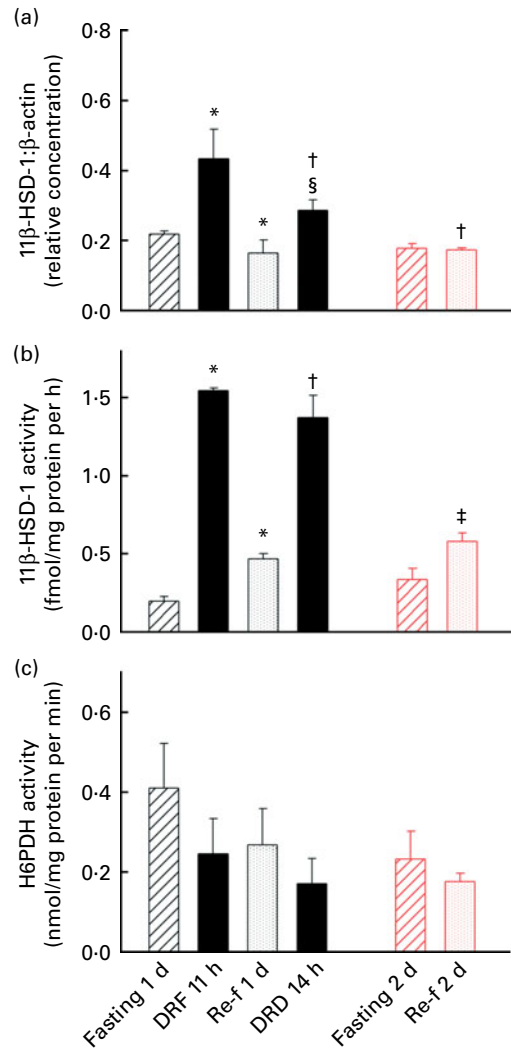 (a)
11β-HSD-1:β-actin
(relative concentration)
0·8
0·6
0·4
0·2
0·0
*
*
†
§
†
(b)
11β-HSD-1 activity
(fmol/mg protein per h)
1·5
1·0
0·5
0·0
*
*
†
‡
(c)
H6PDH activity
(nmol/mg protein per min)
0·6
0·4
0·2
0·0
Fasting 1 d
DRF 11 h
Re-f 1 d
DRD 14 h
Fasting 2 d
Re-f 2 d